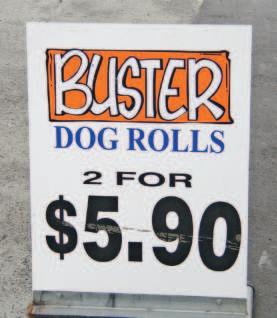 BUSTER
DOG ROLLS
2 FOR
$5.90